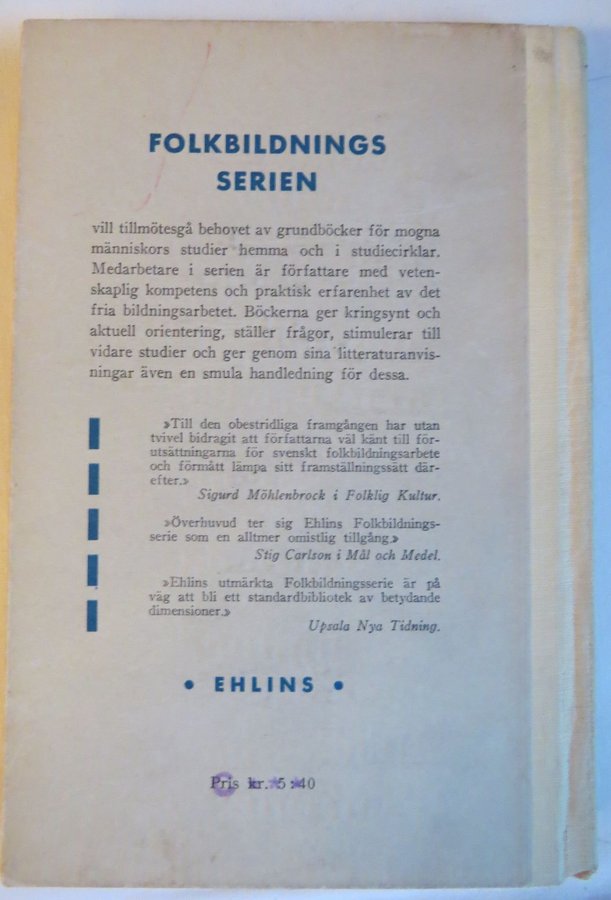 FOLKBILDNINGS
SERIEN
vill tillmötesgå behovet av grundböcker för mogna
människors studier hemma och i studiecirklar.
Medarbetare i serien är författare med veten-
skaplig kompetens och praktisk erfarenhet av det
fria bildningsarbetet. Böckerna ger kringsynt och
aktuell orientering, ställer frågor, stimulerar till
vidare studier och ger genom sina litteraturanvis-
ningar även en smula handledning för dessa.
»Till den obestridliga framgången har utan
tvivel bidragit att författarna väl känt till för-
utsättningarna för svenskt folkbildningsarbete
och förmått lämpa sitt framställningssätt där-
efter.»
Sigurd Möhlenbrock i Folklig Kultur.
»Överhuvud ter sig Ehlins Folkbildnings-
serie som en alltmer omistlig tillgång.»
Stig Carlson i Mål och Medel.
»Ehlins utmärkta Folkbildningsserie är på
väg att bli ett standardbibliotek av betydande
dimensioner.»
Upsala Nya Tidning.
• EHLINS •
Pris kr. 5:40